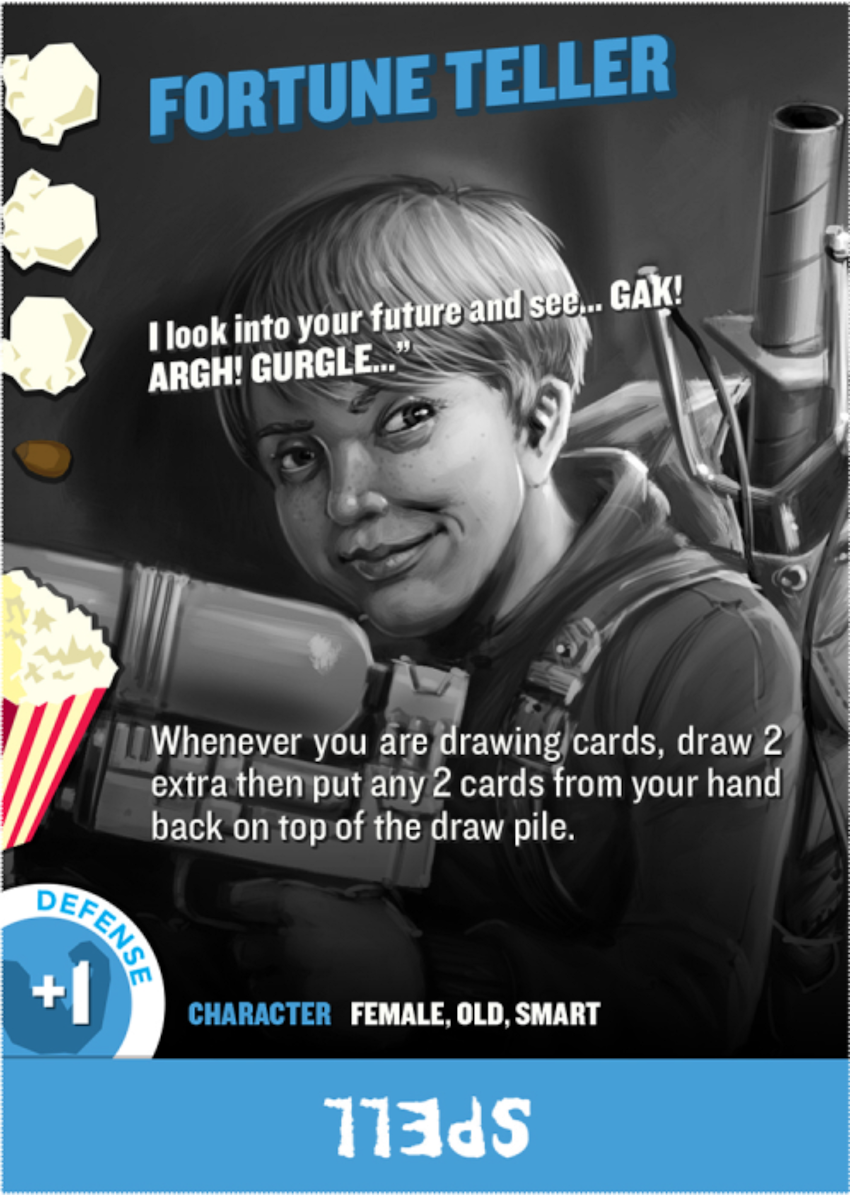 FORTUNE TELLER
I look into your future and see... GAK!
ARGH! GURGLE...”
Whenever you are drawing cards, draw 2
extra then put any 2 cards from your hand
back on top of the draw pile.
DEFENSE
+1
CHARACTER FEMALE, OLD, SMART
SPELL